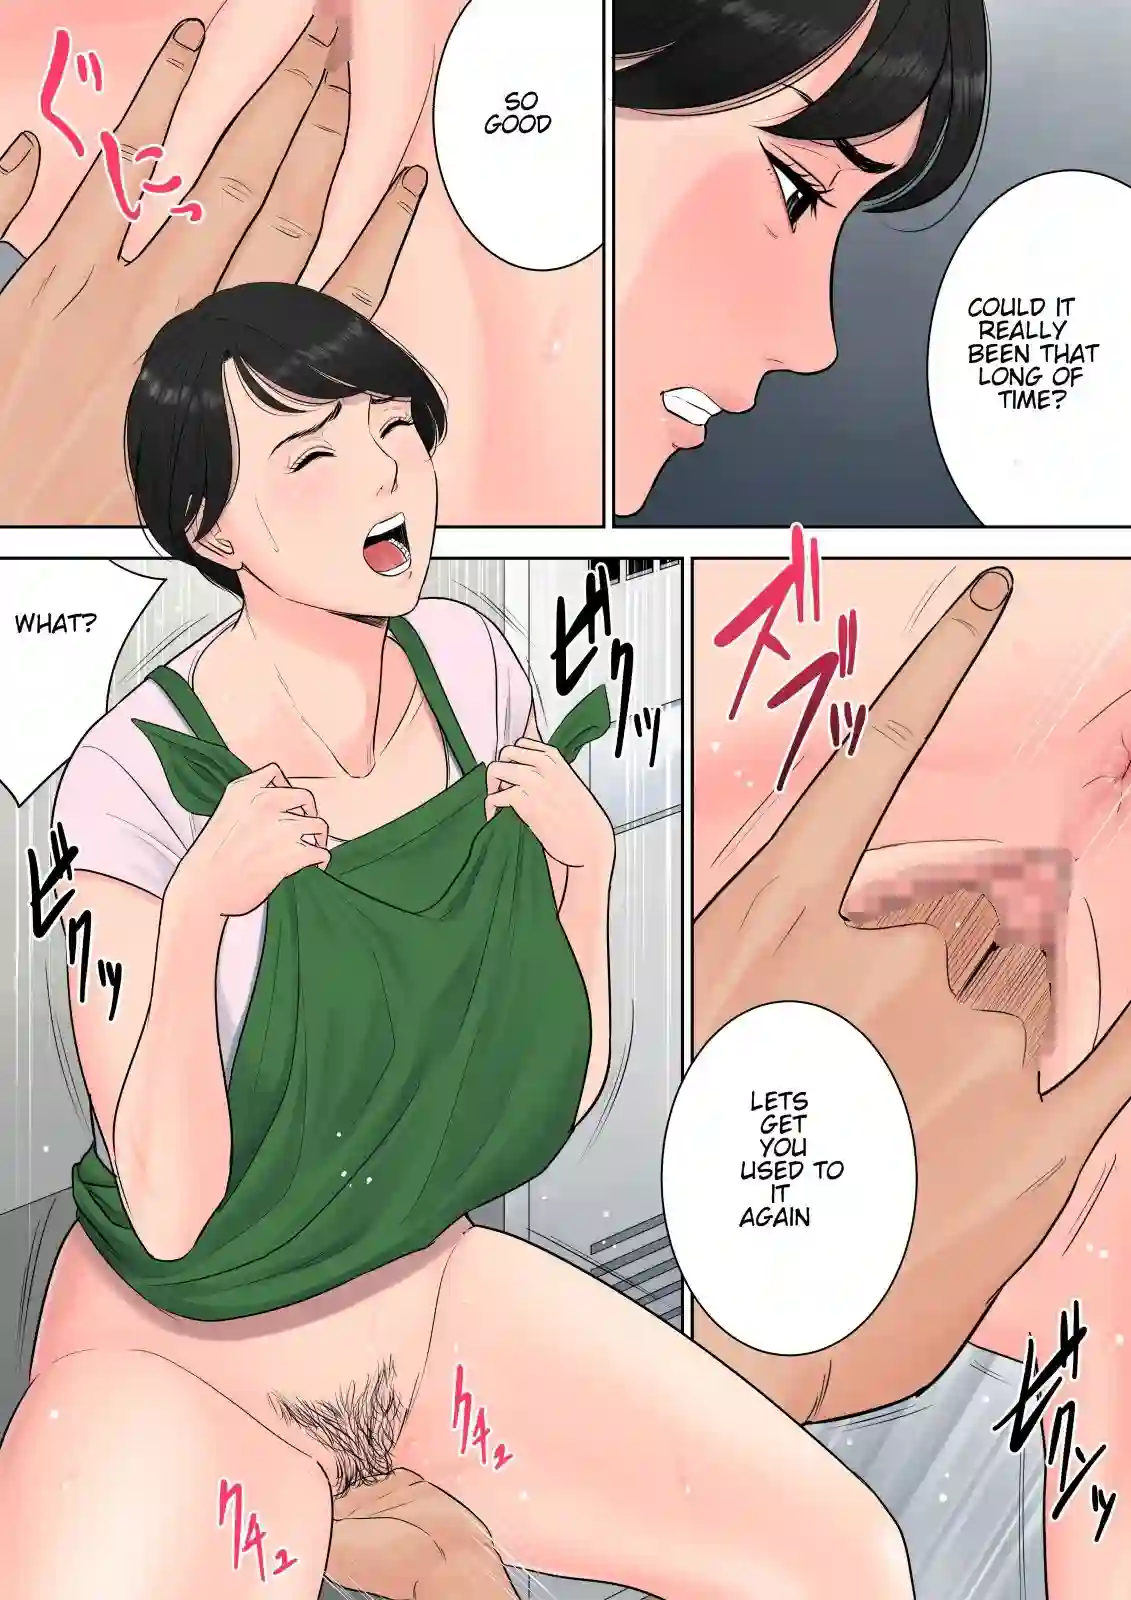 ぐにっ
SO
GOOD
COULD IT
REALLY
BEEN THAT
LONG OF
TIME?
WHAT?
ビクッ
ビクッ
ズブッ
LETS
GET
YOU
USED TO
IT
AGAIN
クチュ
クチュ
ビクンッ